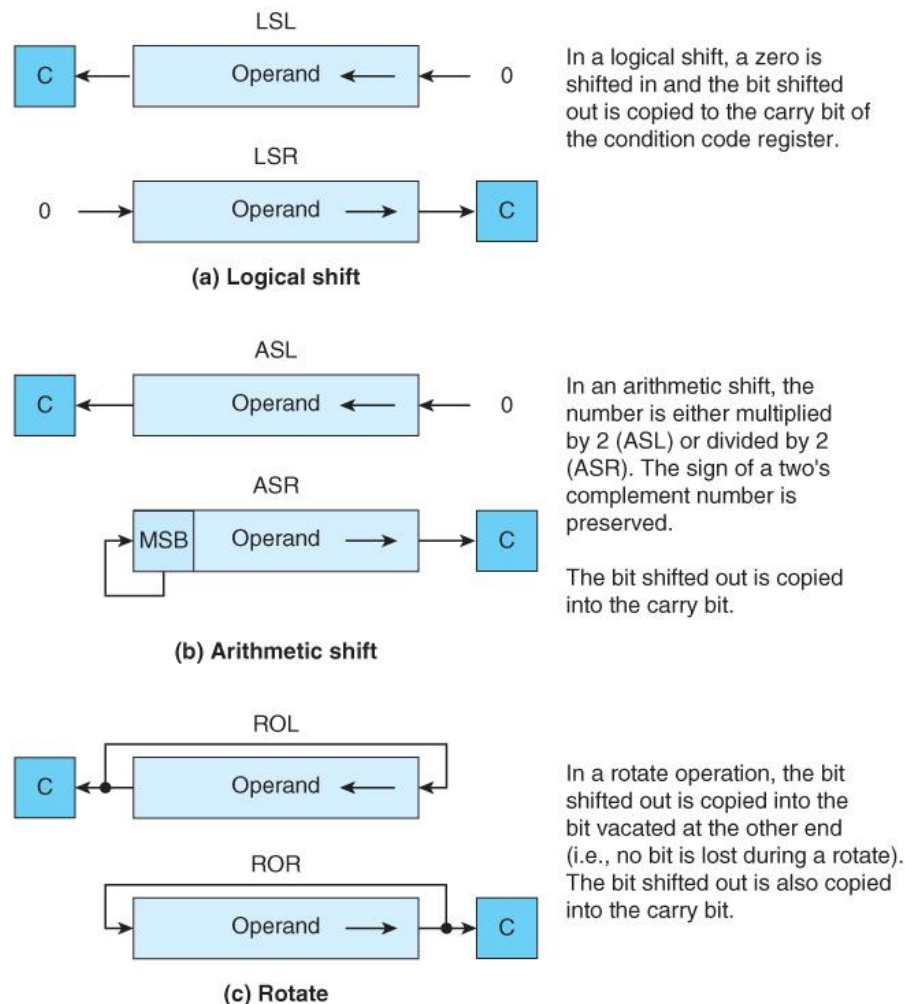 LSL
C
Operand
0
In a logical shift, a zero is
shifted in and the bit shifted
out is copied to the carry bit of
the condition code register.
LSR
0
Operand
C
(a) Logical shift
ASL
C
Operand
0
In an arithmetic shift, the
number is either multiplied
by 2 (ASL) or divided by 2
(ASR). The sign of a two's
complement number is
preserved.
ASR
MSB
Operand
C
The bit shifted out is copied
into the carry bit.
(b) Arithmetic shift
ROL
C
Operand
In a rotate operation, the bit
shifted out is copied into the
bit vacated at the other end
(i.e., no bit is lost during a rotate).
The bit shifted out is also copied
into the carry bit.
ROR
Operand
C
(c) Rotate